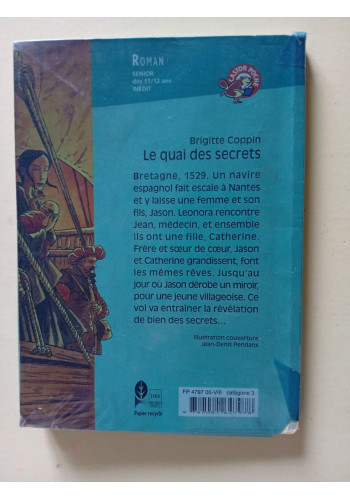 ROMAN
SENIOR
dès 11/12 ans
INÉDIT
CASTOR POCHE
Brigitte Coppin
Le quai des secrets
Bretagne, 1529. Un navire
espagnol fait escale à Nantes
et y laisse une femme et son
fils, Jason. Leonora rencontre
Jean, médecin, et ensemble
ils ont une fille, Catherine.
Frère et sœur de cœur, Jason
et Catherine grandissent, font
les mêmes rêves. Jusqu'au
jour où Jason dérobe un miroir,
pour une jeune villageoise. Ce
vol va entraîner la révélation
de bien des secrets...
Illustration couverture
Jean-Denis Pendanx
FP 4797 05-VIII catégorie 3
Papier recyclé